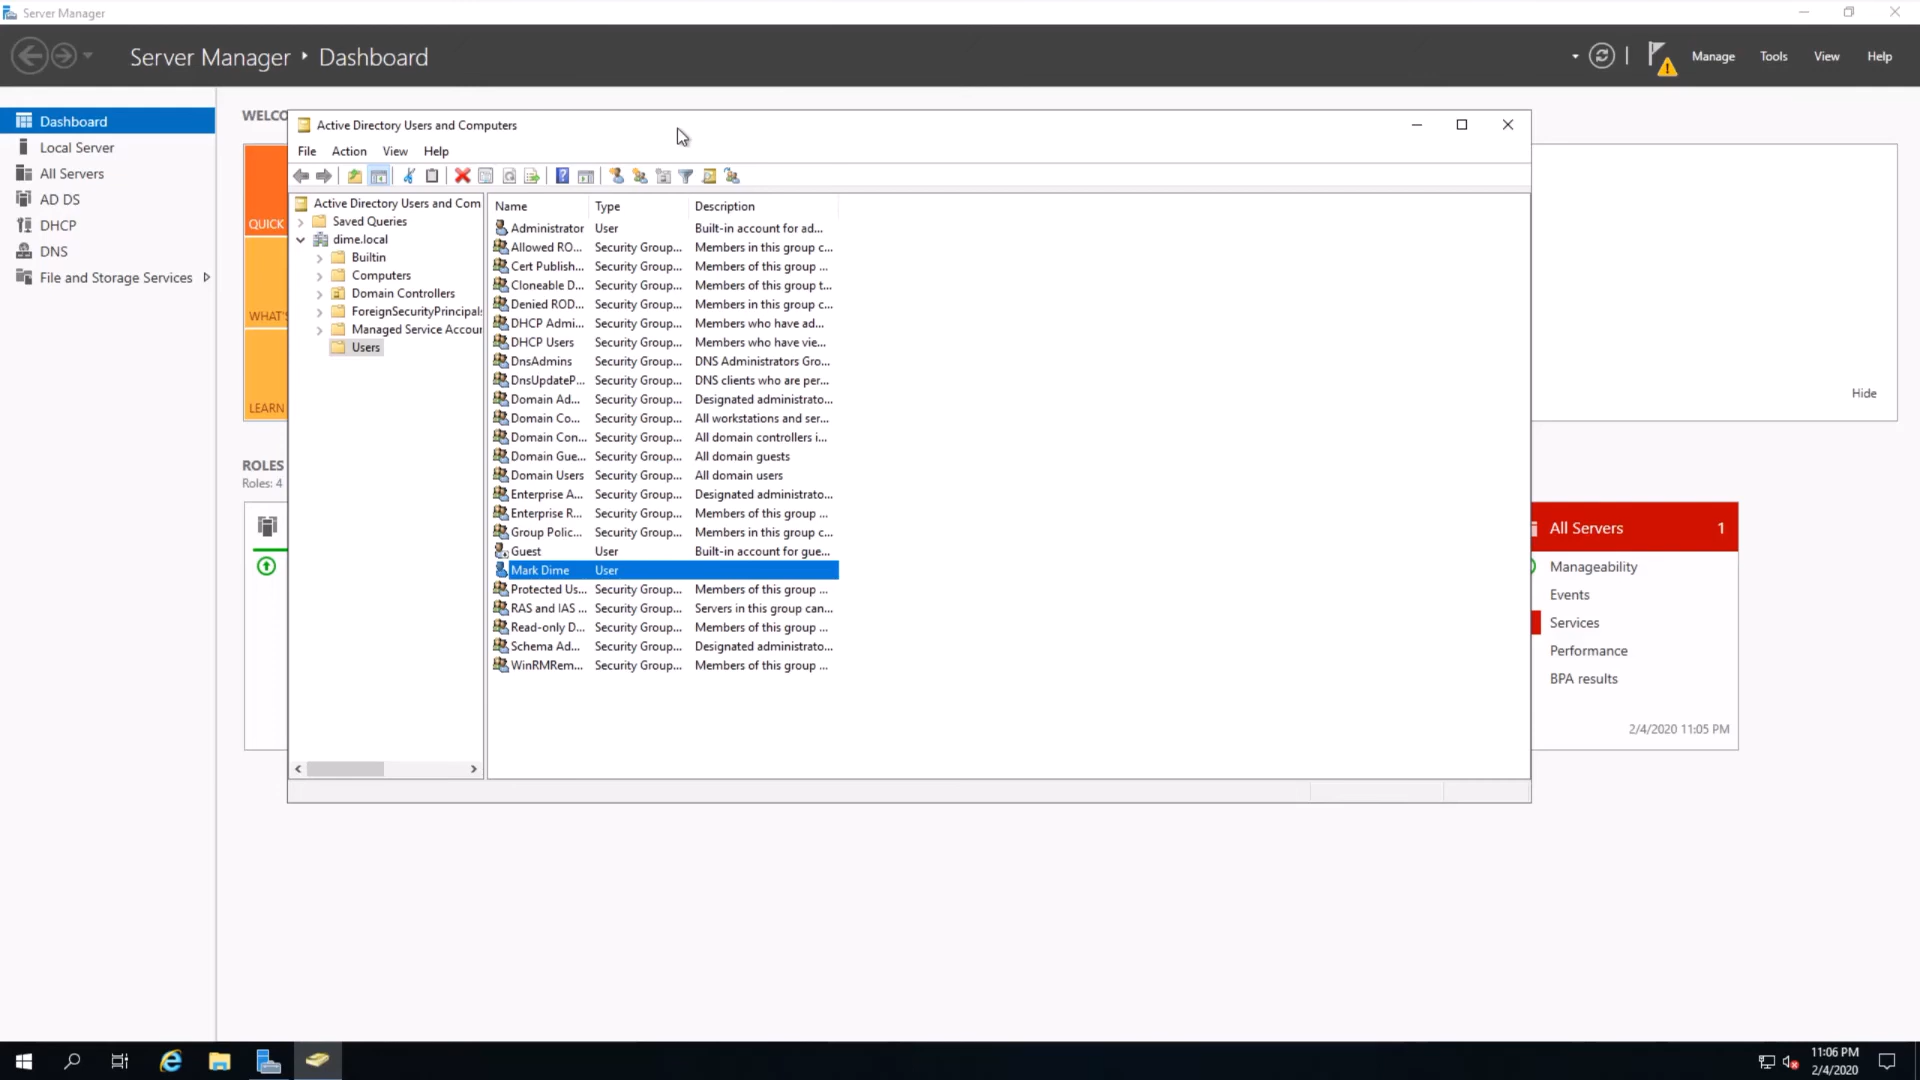 Server Manager
Server Manager ‣ Dashboard
Manage Tools View Help
Dashboard
Local Server
All Servers
AD DS
DHCP
DNS
File and Storage Services
WELCO
QUICK
WHAT'S
LEARN
Hide
ROLES
Roles: 4
Active Directory Users and Computers
File Action View Help
Active Directory Users and Com
Saved Queries
dime.local
Builtin
Computers
Domain Controllers
ForeignSecurityPrincipals
Managed Service Accour
Users
Name Type Description
Administrator User Built-in account for ad...
Allowed RO... Security Group... Members in this group c...
Cert Publish... Security Group... Members of this group ...
Cloneable D... Security Group... Members of this group t...
Denied ROD... Security Group... Members in this group c...
DHCP Admi... Security Group... Members who have ad...
DHCP Users Security Group... Members who have vie...
DnsAdmins Security Group... DNS Administrators Gro...
DnsUpdateP... Security Group... DNS clients who are per...
Domain Ad... Security Group... Designated administrato...
Domain Co... Security Group... All workstations and ser...
Domain Con... Security Group... All domain controllers i...
Domain Gue... Security Group... All domain guests
Domain Users Security Group... All domain users
Enterprise A... Security Group... Designated administrato...
Enterprise R... Security Group... Members of this group ...
Group Polic... Security Group... Members in this group c...
Guest User Built-in account for gue...
Mark Dime User
Protected Us... Security Group... Members of this group ...
RAS and IAS ... Security Group... Servers in this group can...
Read-only D... Security Group... Members of this group ...
Schema Ad... Security Group... Designated administrato...
WinRMRem... Security Group... Members of this group ...
All Servers 1
Manageability
Events
Services
Performance
BPA results
2/4/2020 11:05 PM
11:06 PM
2/4/2020